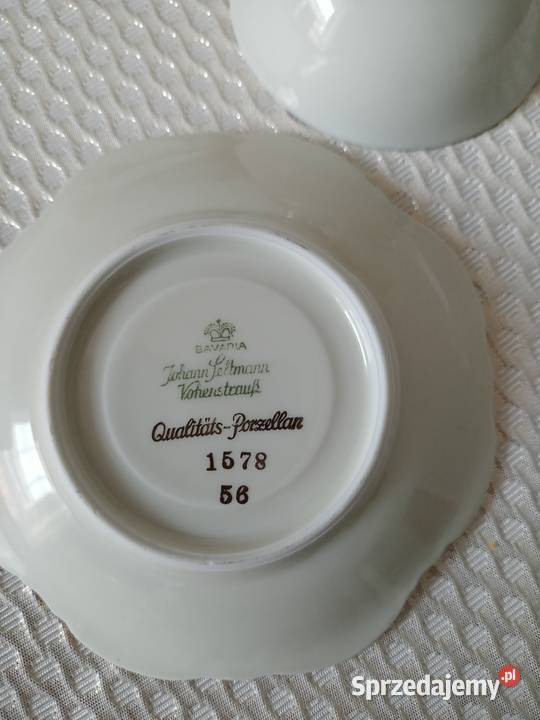 BAVARIA
Johann Seltmann
Vohenstrauß
Qualitäts-Porzellan
1578
56
Sprzedajemy.pl